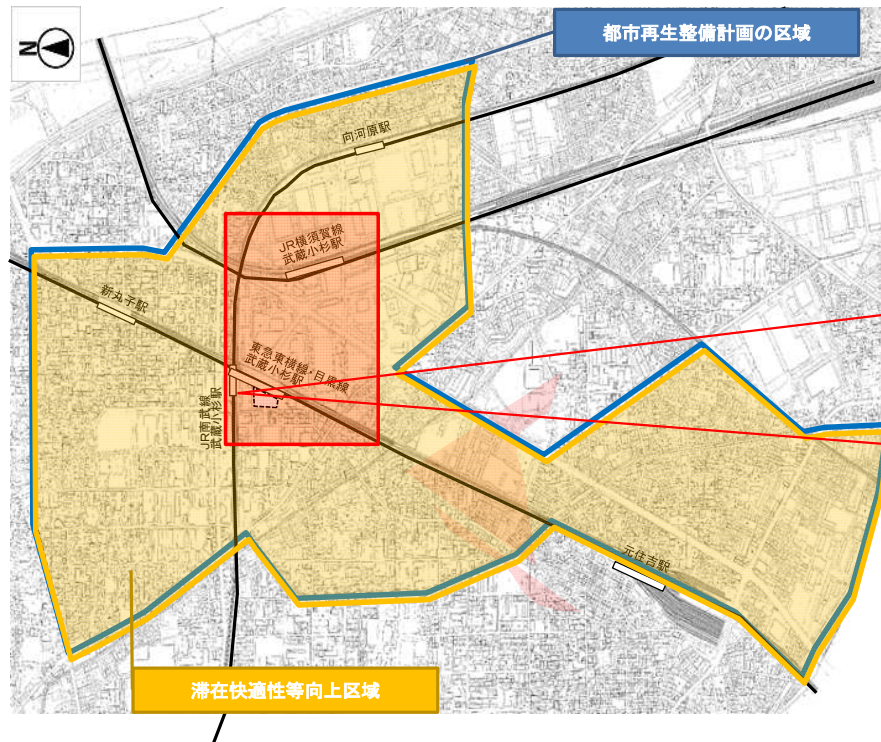 N
都市再生整備計画の区域
向河原駅
JR横須賀線
武蔵小杉駅
新丸子駅
東急東横線・目黒線
武蔵小杉駅
JR南武線
武蔵小杉駅
元住吉駅
滞在快適性等向上区域